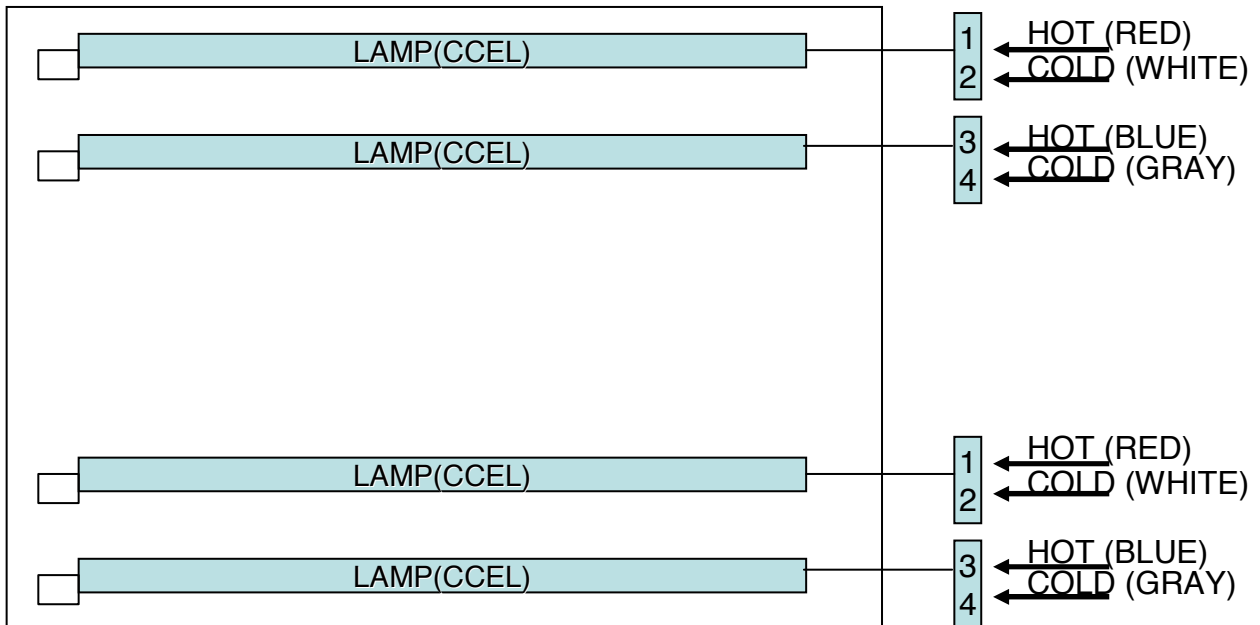 LAMP(CCEL)
1
HOT (RED)
2
COLD (WHITE)
LAMP(CCEL)
3
HOT (BLUE)
4
COLD (GRAY)
LAMP(CCEL)
1
HOT (RED)
2
COLD (WHITE)
LAMP(CCEL)
3
HOT (BLUE)
4
COLD (GRAY)